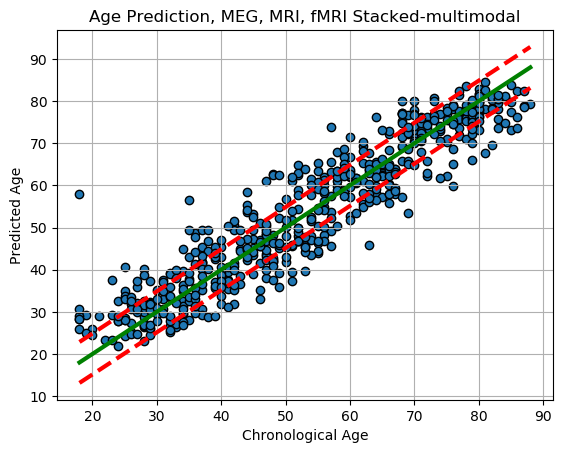 Age Prediction, MEG, MRI, fMRI Stacked-multimodal
90
80
70
60
50
40
30
20
10
Predicted Age
20 30 40 50 60 70 80 90
Chronological Age